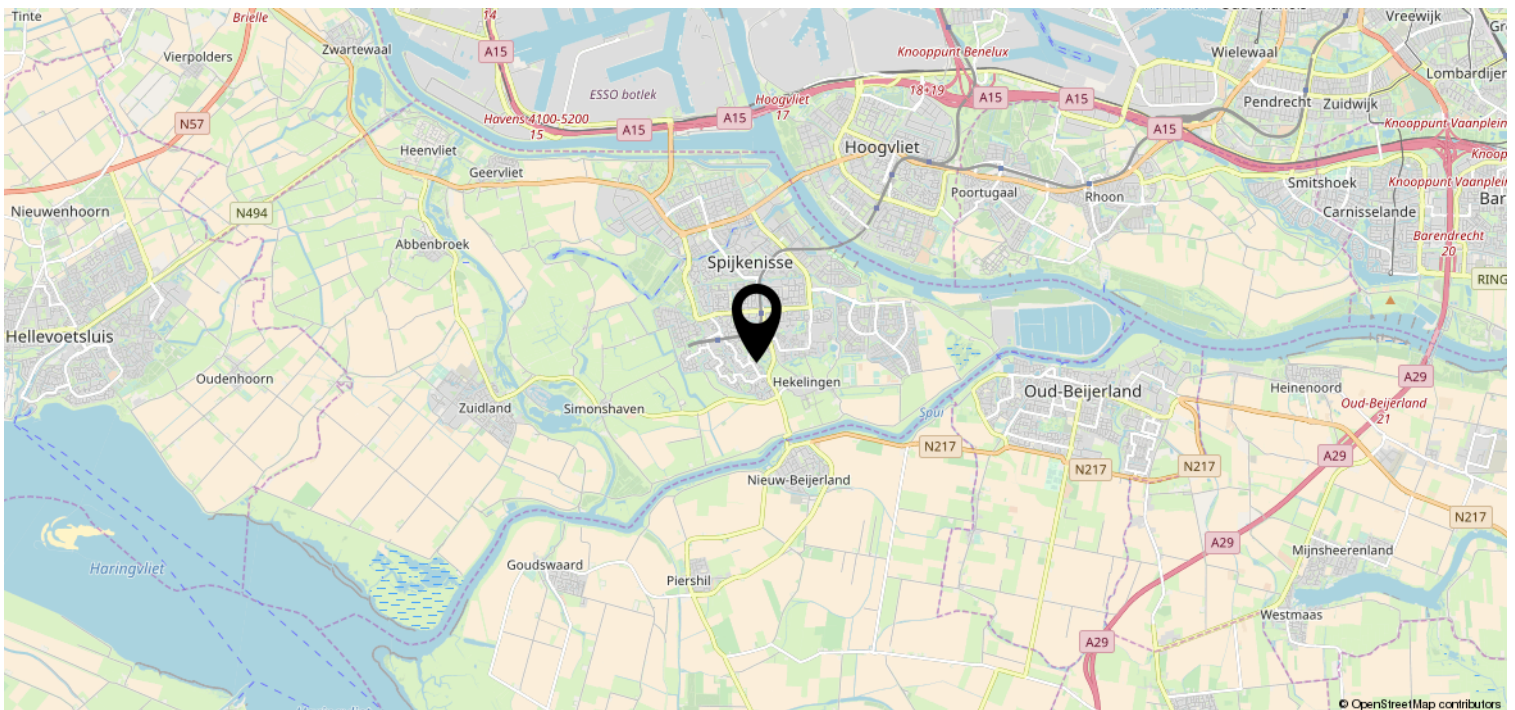 Tinte
Brielle
14
Vreewijk
Vierpolders
Zwartewaal
A15
Knooppunt Benelux
Wielewaal
Lombardijen
ESSO botlek
Hoogvliet
17
18+19
A15
A15
Pendrecht
Zuidwijk
N57
Havens 4100-5200
15
A15
A15
A15
Knooppunt Vaanplein
Heenvliet
Geervliet
Hoogvliet
Poortugaal
Rhoon
Smitshoek
Knooppunt Vaanplein
Nieuwenhoorn
N494
Carnisselande
Bar
Abbenbroek
Barendrecht
20
Spijkenisse
RING
Hellevoetsluis
Oudenhoorn
Zuidland
Simonshaven
Hekelingen
Spui
Oud-Beijerland
Heinenoord
A29
Oud-Beijerland
21
N217
N217
N217
A29
Nieuw-Beijerland
N217
A29
Mijnsheerenland
Haringvliet
Goudswaard
Piershil
Westmaas
A29
© OpenStreetMap contributors